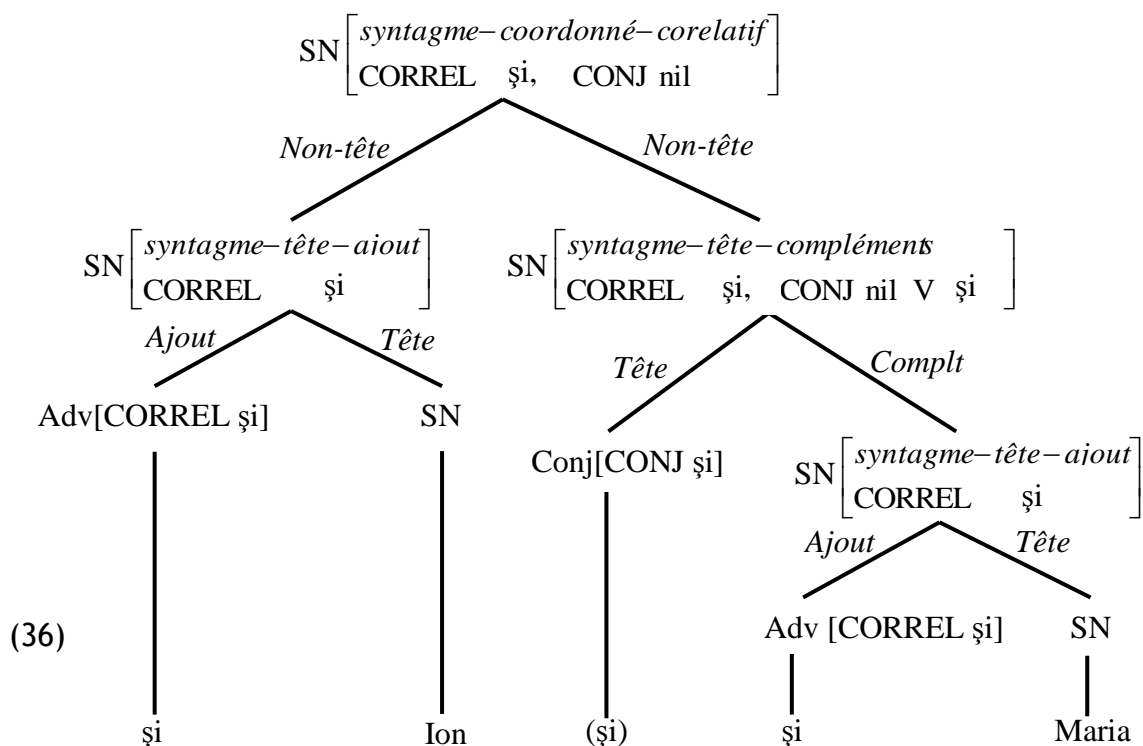 SN[syntagme–coordonné–corelatif
CORREL şi, CONJ nil]
Non-tête Non-tête
SN[syntagme–tête–ajout
CORREL şi]
SN[syntagme–tête–compléments
CORREL şi, CONJ nil V şi]
Ajout Tête
Tête Complt
Adv[CORREL şi] SN
Conj[CONJ şi]
SN[syntagme–tête–ajout
CORREL şi]
Ajout Tête
(36)
Adv [CORREL şi] SN
şi Ion (şi) şi Maria